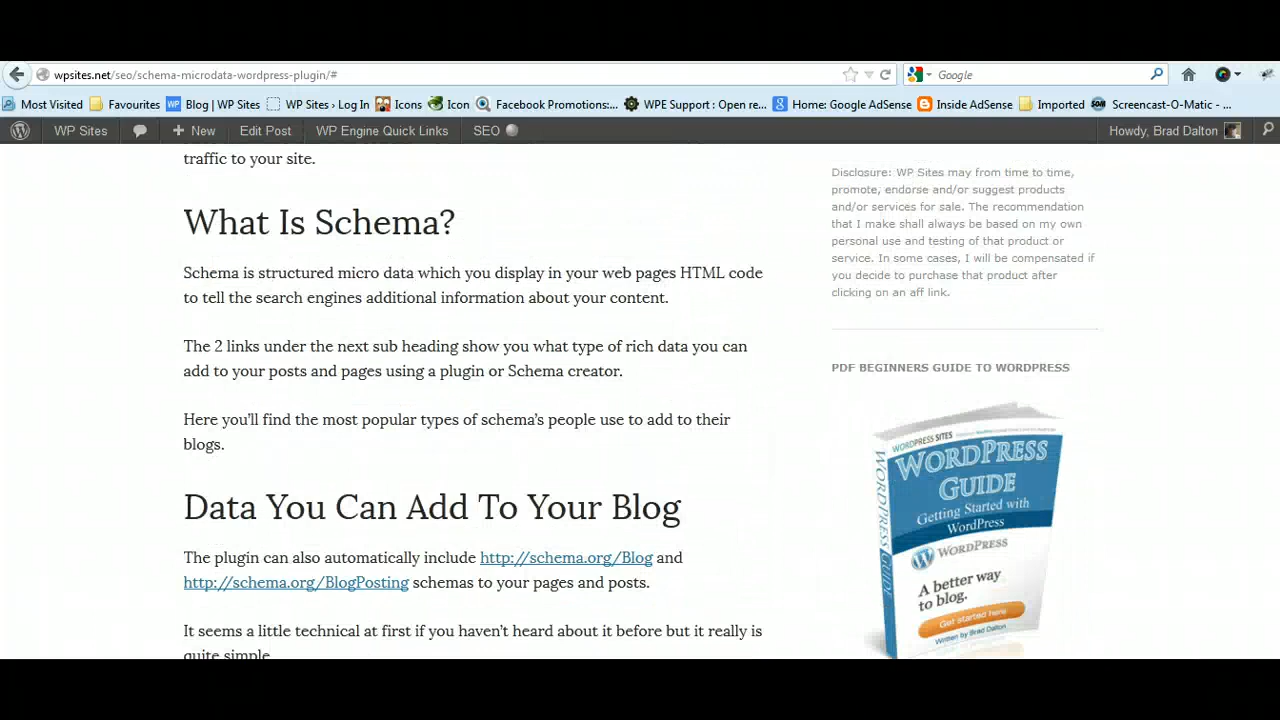 wpsites.net/seo/schema-microdata-wordpress-plugin/#
Google
Most Visited Favourites Blog | WP Sites WP Sites › Log In Icons Icon Facebook Promotions:... WPE Support : Open re... Home: Google AdSense Inside AdSense Imported Screencast-O-Matic - ...
WP Sites + New Edit Post WP Engine Quick Links SEO Howdy, Brad Dalton
traffic to your site.
What Is Schema?
Schema is structured micro data which you display in your web pages HTML code
to tell the search engines additional information about your content.
The 2 links under the next sub heading show you what type of rich data you can
add to your posts and pages using a plugin or Schema creator.
Here you'll find the most popular types of schema's people use to add to their
blogs.
Data You Can Add To Your Blog
The plugin can also automatically include http://schema.org/Blog and
http://schema.org/BlogPosting schemas to your pages and posts.
It seems a little technical at first if you haven't heard about it before but it really is
quite simple.
Disclosure: WP Sites may from time to time,
promote, endorse and/or suggest products
and/or services for sale. The recommendation
that I make shall always be based on my own
personal use and testing of that product or
service. In some cases, I will be compensated if
you decide to purchase that product after
clicking on an aff link.
PDF BEGINNERS GUIDE TO WORDPRESS
WORDPRESS SITES
WORDPRESS
GUIDE
Getting Started with
WordPress
WORDPRESS
A better way
to blog.
Get started here
Written by Brad Dalton
WORDPRESS GUIDE